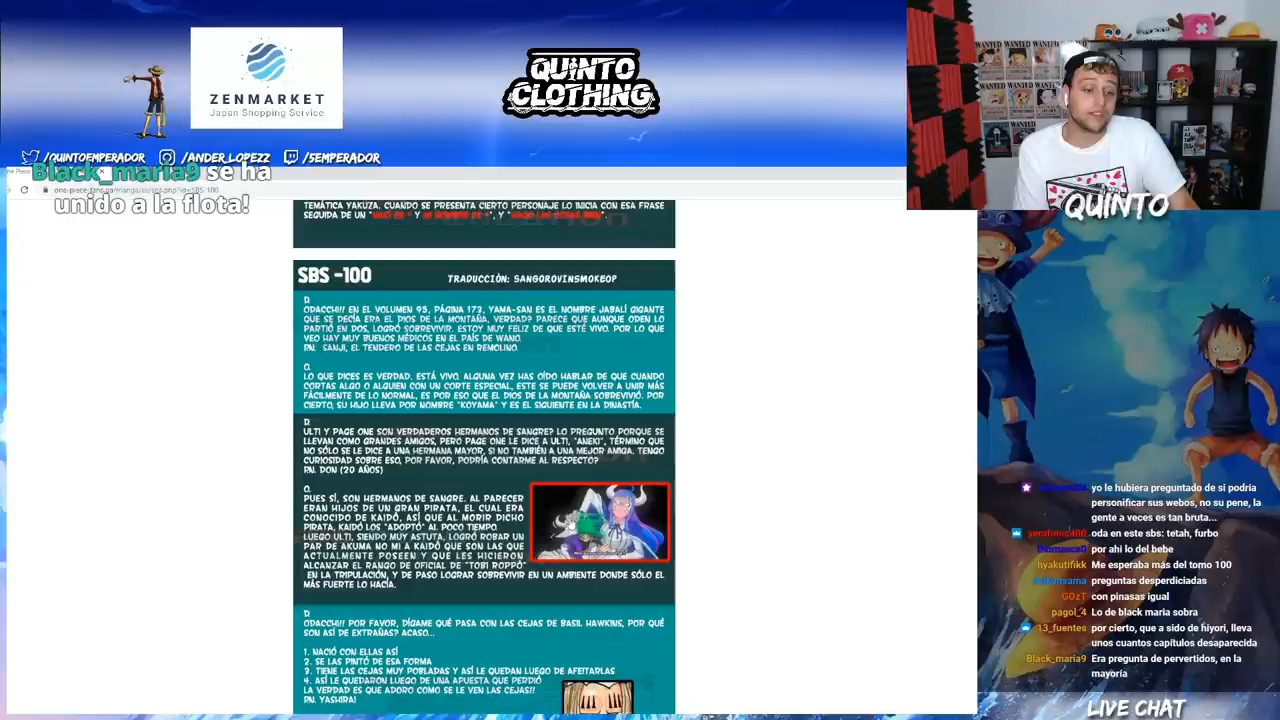 ZENMARKET
Japan Shopping Service
QUINTO
CLOTHING
/QUINTOEMPERADOR /ANDER_LOPEZZ /SEMPERADOR
Black_maria9 se ha
unido a la flota!
WANTED WANTED WANTED WANTED
QUINTO
TEMÁTICA YAKUZA. CUANDO SE PRESENTA CIERTO PERSONAJE LO INICIA CON ESA FRASE
SEGUIDA DE UN
SBS -100
TRADUCCIÓN: SANGOROVINSMOKEOP
D:
ODACCHI!! EN EL VOLUMEN 95, PÁGINA 173, YAMA-SAN ES EL NOMBRE JABALÍ GIGANTE
QUE SE DECÍA ERA EL DIOS DE LA MONTAÑA, VERDAD? PARECE QUE AUNQUE ODEN LO
PARTIÓ EN DOS, LOGRÓ SOBREVIVIR. ESTOY MUY FELIZ DE QUE ESTÉ VIVO. POR LO QUE
VEO HAY MUY BUENOS MÉDICOS EN EL PAÍS DE WANO.
PN. SANJI, EL TENDERO DE LAS CEJAS EN REMOLINO.
O:
LO QUE DICES ES VERDAD. ESTÁ VIVO. ALGUNA VEZ HAS OÍDO HABLAR DE QUE CUANDO
CORTAS ALGO O ALGUIEN CON UN CORTE ESPECIAL, ESTE SE PUEDE VOLVER A UNIR MÁS
FÁCILMENTE DE LO NORMAL, ES POR ESO QUE EL DIOS DE LA MONTAÑA SOBREVIVIÓ. POR
CIERTO, SU HIJO LLEVA POR NOMBRE "KOYAMA" Y ES EL SIGUIENTE EN LA DINASTÍA.
D:
ULTI Y PAGE ONE SON VERDADEROS HERMANOS DE SANGRE? LO PREGUNTO PORQUE SE
LLEVAN COMO GRANDES AMIGOS, PERO PAGE ONE LE DICE A ULTI, "ANEKI", TÉRMINO QUE
NO SÓLO SE LE DICE A UNA HERMANA MAYOR, SI NO TAMBIÉN A UNA MEJOR AMIGA. TENGO
CURIOSIDAD SOBRE ESO, POR FAVOR, PODRÍA CONTARME AL RESPECTO?
PN. DON (20 AÑOS)
O:
PUES SÍ, SON HERMANOS DE SANGRE. AL PARECER
ERAN HIJOS DE UN GRAN PIRATA, EL CUAL ERA
CONOCIDO DE KAIDÓ, ASÍ QUE AL MORIR DICHO
PIRATA, KAIDÓ LOS "ADOPTÓ" AL POCO TIEMPO.
LUEGO ULTI, SIENDO MUY ASTUTA, LOGRÓ ROBAR UN
PAR DE AKUMA NO MI A KAIDÓ QUE SON LAS QUE
ACTUALMENTE POSEEN Y QUE LES HICIERON
ALCANZAR EL RANGO DE OFICIAL DE "TOBI ROPPÓ"
EN LA TRIPULACIÓN, Y DE PASO LOGRAR SOBREVIVIR EN UN AMBIENTE DONDE SÓLO EL
MÁS FUERTE LO HACÍA.
D:
ODACCHI!! POR FAVOR, DÍGAME QUÉ PASA CON LAS CEJAS DE BASIL HAWKINS, POR QUÉ
SON ASÍ DE EXTRAÑAS? ACASO...
1. NACIÓ CON ELLAS ASÍ
2. SE LAS PINTÓ DE ESA FORMA
3. TIENE LAS CEJAS MUY POBLADAS Y ASÍ LE QUEDAN LUEGO DE AFEITARLAS
4. ASÍ LE QUEDARON LUEGO DE UNA APUESTA QUE PERDIÓ
LA VERDAD ES QUE ADORO COMO SE LE VEN LAS CEJAS!!
PN. YASHIRAI
yo le hubiera preguntado de si podria
personificar sus webos, no su pene, la
gente a veces es tan bruta...
yerafonic400 oda en este sbs: tetah, furbo
por ahi lo del bebe
hyakutifikk Me esperaba más del tomo 100
preguntas desperdiciadas
GOzT con pinasas igual
pagol_4 Lo de black maria sobra
13_fuentes por cierto, que a sido de hiyori, lleva
unos cuantos capítulos desaparecida
Black_maria9 Era pregunta de pervertidos, en la
mayoría
LIVE CHAT